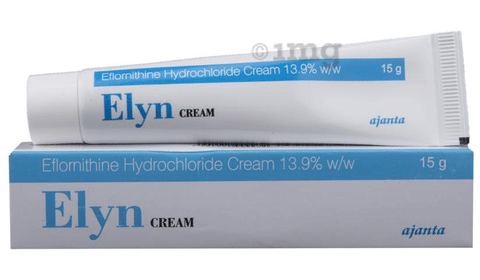 ©1mg
Eflornithine Hydrochloride Cream 13.9% w/w 15 g
Elyn CREAM
ajanta
Eflornithine Hydrochloride Cream 13.9% w/w 15 g
Elyn CREAM
ajanta